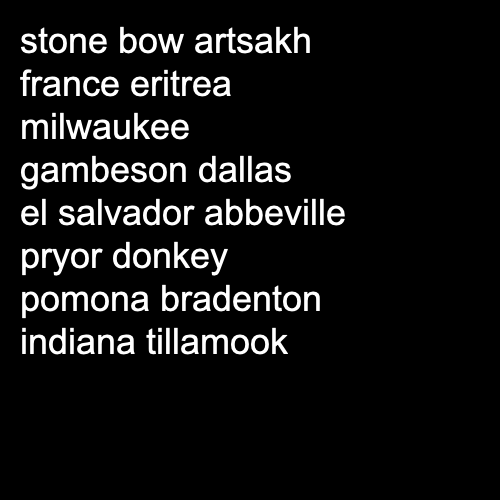 stone bow artsakh
france eritrea
milwaukee
gambeson dallas
el salvador abbeville
pryor donkey
pomona bradenton
indiana tillamook